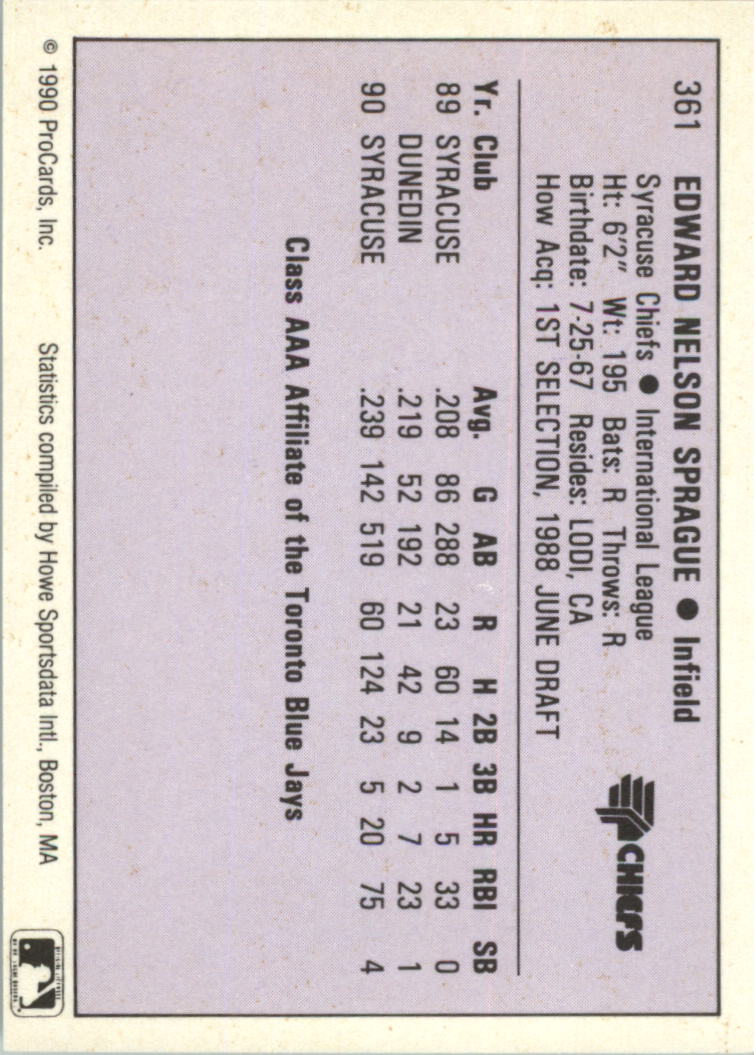 361 EDWARD NELSON SPRAGUE ● Infield
Syracuse Chiefs ● International League
Ht: 6'2" Wt: 195 Bats: R Throws: R
Birthdate: 7-25-67 Resides: LODI, CA
How Acq: 1ST SELECTION, 1988 JUNE DRAFT
CHIEFS
Yr. Club Avg. G AB R H 2B 3B HR RBI SB
89 SYRACUSE .208 86 288 23 60 14 1 5 33 0
DUNEDIN .219 52 192 21 42 9 2 7 23 1
90 SYRACUSE .239 142 519 60 124 23 5 20 75 4
Class AAA Affiliate of the Toronto Blue Jays
© 1990 ProCards, Inc. Statistics compiled by Howe Sportsdata Intl., Boston, MA